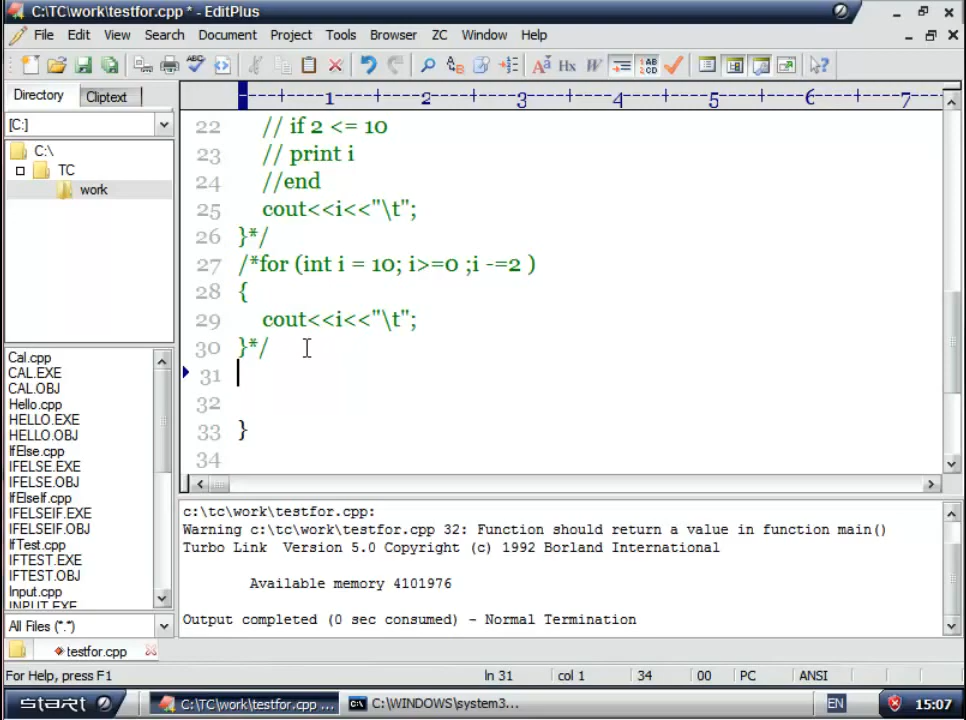 C:\TC\work\testfor.cpp * - EditPlus
File Edit View Search Document Project Tools Browser ZC Window Help
Directory Cliptext
[C:]
C:\
TC
work
Cal.cpp
CAL.EXE
CAL.OBJ
Hello.cpp
HELLO.EXE
HELLO.OBJ
IfElse.cpp
IFELSE.EXE
IFELSE.OBJ
IfElseIf.cpp
IFELSEIF.EXE
IFELSEIF.OBJ
IfTest.cpp
IFTEST.EXE
IFTEST.OBJ
Input.cpp
INPUT.EXE
All Files (*.*)
----+----1----+----2----+----3----+----4----+----5----+----6----+----7--
22 // if 2 <= 10
23 // print i
24 //end
25 cout<<i<<"\t";
26 }*/
27 /*for (int i = 10; i>=0 ;i -=2 )
28 {
29 cout<<i<<"\t";
30 }*/
31
32
33 }
34
c:\tc\work\testfor.cpp:
Warning c:\tc\work\testfor.cpp 32: Function should return a value in function main()
Turbo Link Version 5.0 Copyright (c) 1992 Borland International
Available memory 4101976
Output completed (0 sec consumed) - Normal Termination
testfor.cpp
For Help, press F1 ln 31 col 1 34 00 PC ANSI
start C:\TC\work\testfor.cpp ... C:\WINDOWS\system3... EN 15:07